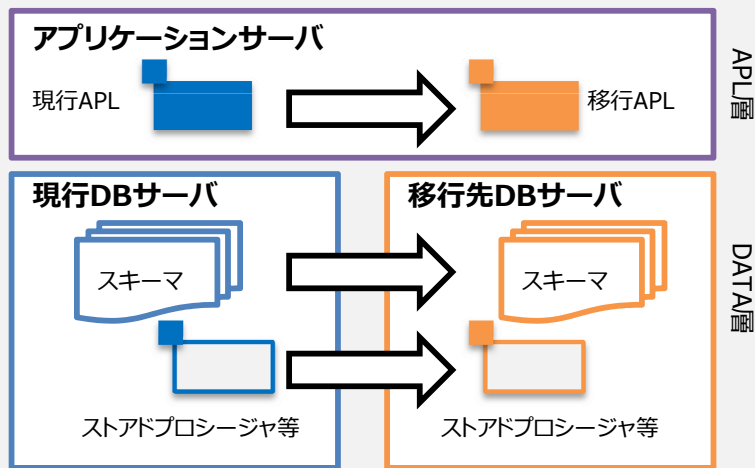 アプリケーションサーバ
現行APL
移行APL
APL層
現行DBサーバ
移行先DBサーバ
スキーマ
スキーマ
DATA層
ストアドプロシージャ等
ストアドプロシージャ等